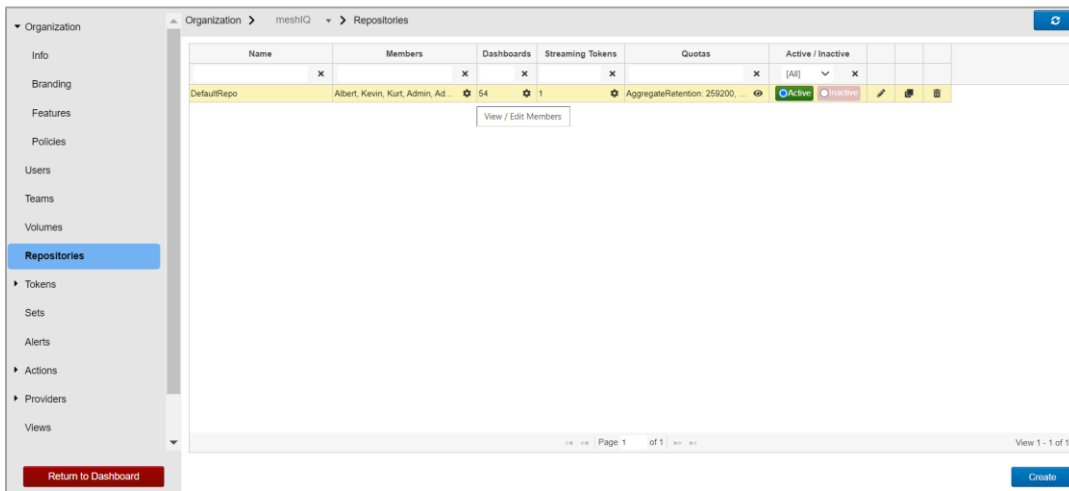 Organization
Info
Branding
Features
Policies
Users
Teams
Volumes
Repositories
Tokens
Sets
Alerts
Actions
Providers
Views
Return to Dashboard
Organization > meshIQ > Repositories
Name Members Dashboards Streaming Tokens Quotas Active / Inactive
x x x x x [All] x
DefaultRepo Albert, Kevin, Kurt, Admin, Ad... 54 1 AggregateRetention: 259200, ... Active Inactive
View / Edit Members
Page 1 of 1
View 1 - 1 of 1
Create